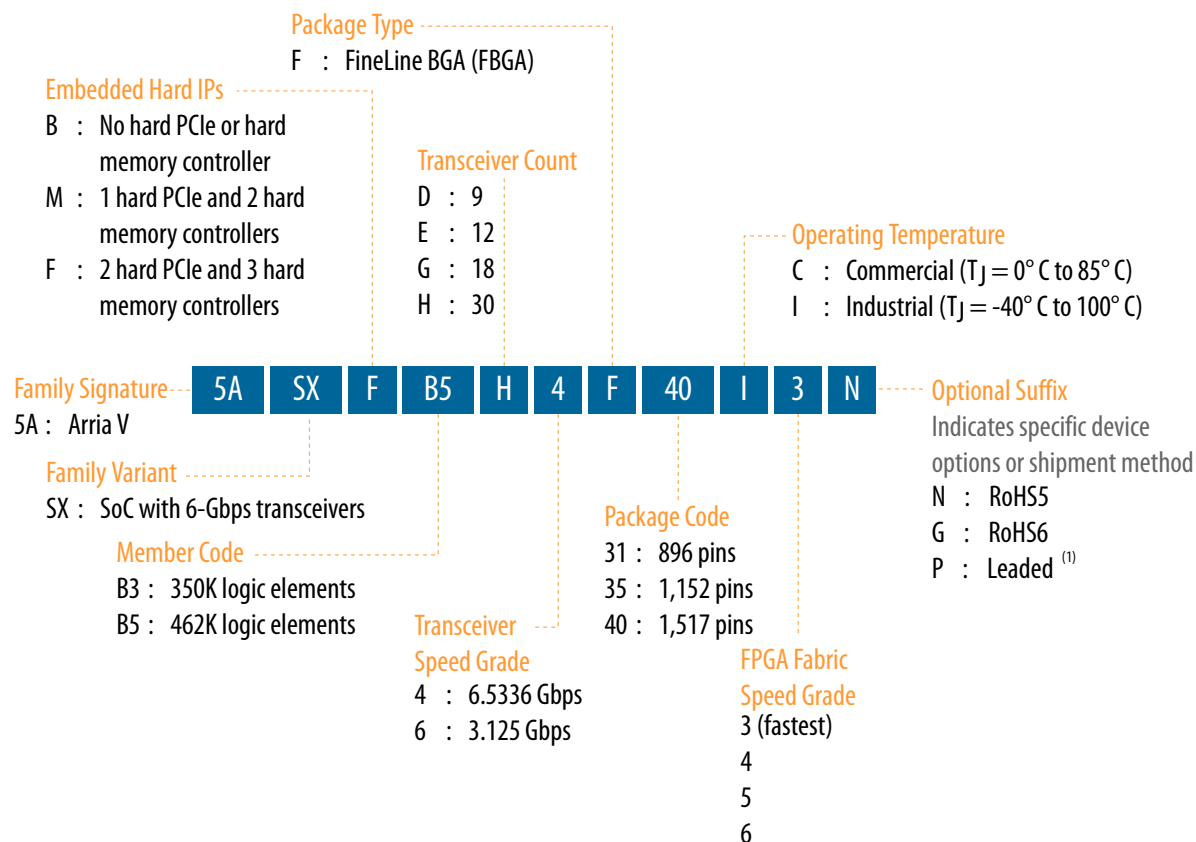 Package Type
F : FineLine BGA (FBGA)
Embedded Hard IPs
B : No hard PCIe or hard
memory controller
M : 1 hard PCIe and 2 hard
memory controllers
F : 2 hard PCIe and 3 hard
memory controllers
Transceiver Count
D : 9
E : 12
G : 18
H : 30
Operating Temperature
C : Commercial (TJ = 0° C to 85° C)
I : Industrial (TJ = -40° C to 100° C)
Family Signature
5A : Arria V
5A SX F B5 H 4 F 40 I 3 N
Optional Suffix
Indicates specific device
options or shipment method
N : RoHS5
G : RoHS6
P : Leaded (1)
Family Variant
SX : SoC with 6-Gbps transceivers
Member Code
B3 : 350K logic elements
B5 : 462K logic elements
Transceiver
Speed Grade
4 : 6.5336 Gbps
6 : 3.125 Gbps
Package Code
31 : 896 pins
35 : 1,152 pins
40 : 1,517 pins
FPGA Fabric
Speed Grade
3 (fastest)
4
5
6